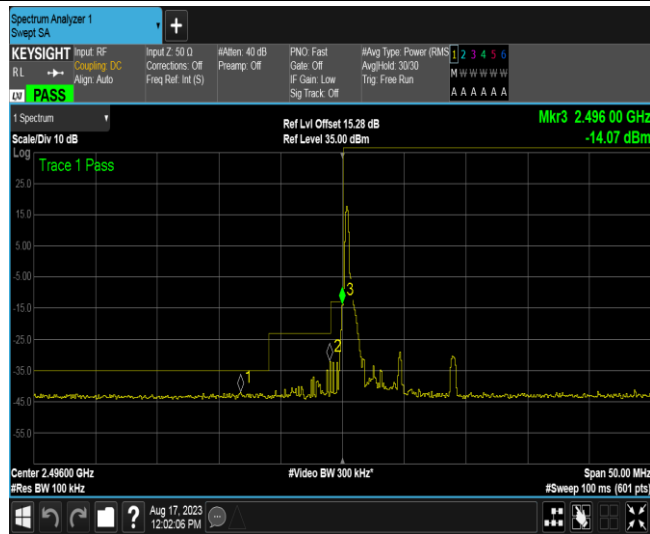 Spectrum Analyzer 1
Swept SA
KEYSIGHT
RL
LXI PASS
Input: RF
Coupling: DC
Align: Auto
Input Z: 50 Ω
Corrections: Off
Freq Ref: Int (S)
#Atten: 40 dB
Preamp: Off
PNO: Fast
Gate: Off
IF Gain: Low
Sig Track: Off
#Avg Type: Power (RMS
Avg|Hold: 30/30
Trig: Free Run
1 2 3 4 5 6
M W W W W W
A A A A A A
1 Spectrum
Scale/Div 10 dB
Ref Lvl Offset 15.28 dB
Ref Level 35.00 dBm
Mkr3 2.496 00 GHz
-14.07 dBm
Log
Trace 1 Pass
25.0
15.0
5.00
-5.00
-15.0
-25.0
-35.0
-45.0
-55.0
1
2
3
Center 2.49600 GHz
#Res BW 100 kHz
#Video BW 300 kHz*
Span 50.00 MHz
#Sweep 100 ms (601 pts)
?
Aug 17, 2023
12:02:06 PM